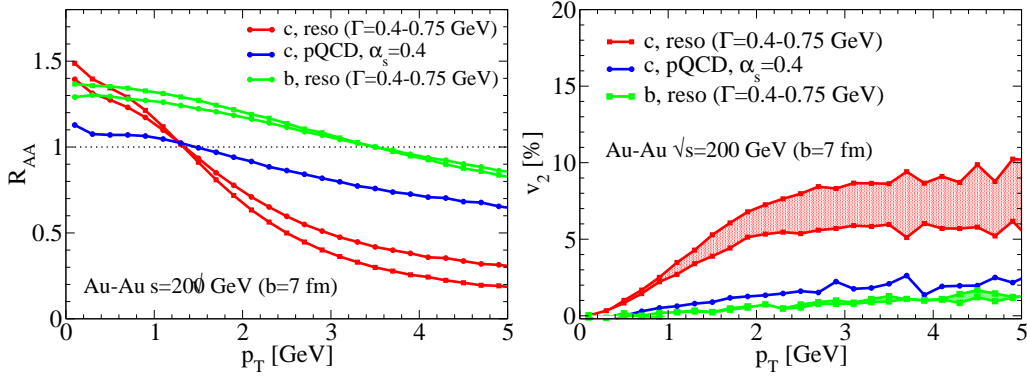 c, reso (Γ=0.4-0.75 GeV)
c, pQCD, αs=0.4
b, reso (Γ=0.4-0.75 GeV)
1.5
1
0.5
0
RAA
Au-Au s=200√ GeV (b=7 fm)
0 1 2 3 4 5
pT [GeV]
20
15
10
5
0
v2 [%]
c, reso (Γ=0.4-0.75 GeV)
c, pQCD, αs=0.4
b, reso (Γ=0.4-0.75 GeV)
Au-Au √s=200 GeV (b=7 fm)
0 1 2 3 4 5
pT [GeV]